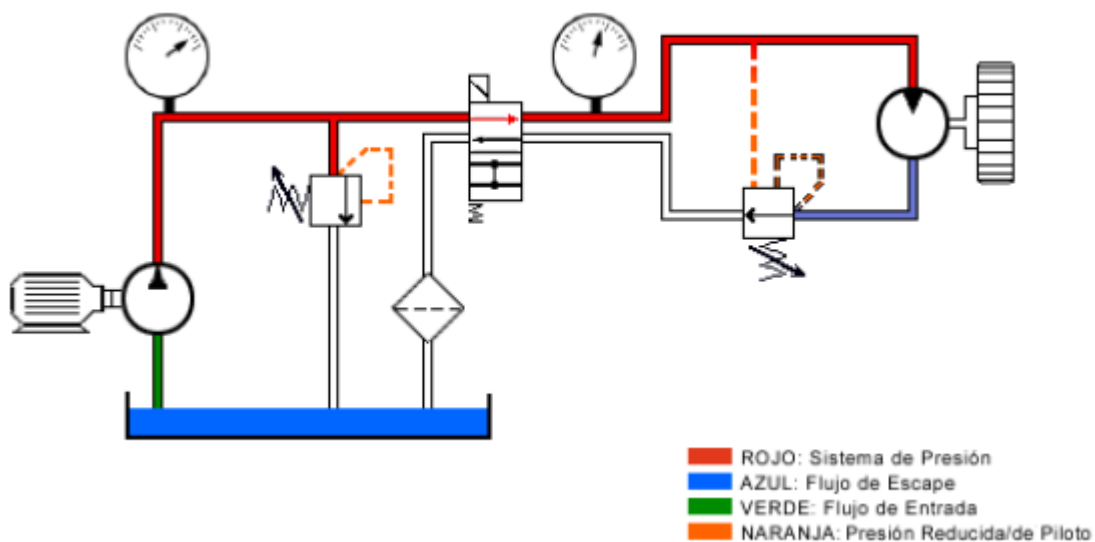 ROJO: Sistema de Presión
AZUL: Flujo de Escape
VERDE: Flujo de Entrada
NARANJA: Presión Reducida/de Piloto